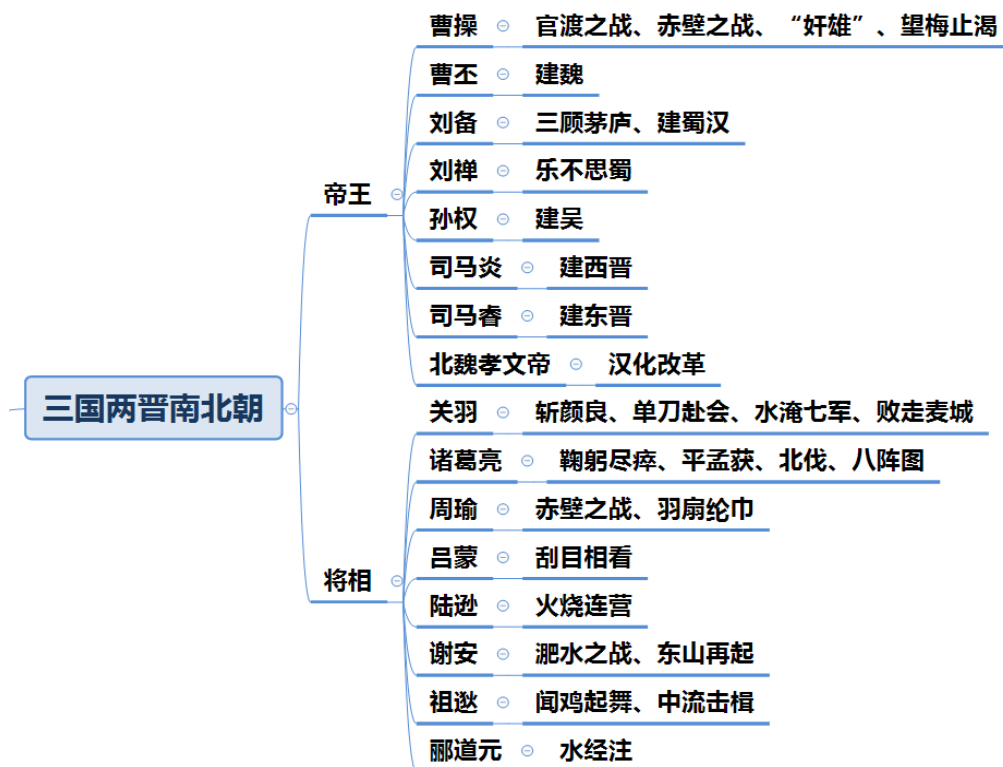 三国两晋南北朝
帝王
曹操 官渡之战、赤壁之战、“奸雄”、望梅止渴
曹丕 建魏
刘备 三顾茅庐、建蜀汉
刘禅 乐不思蜀
孙权 建吴
司马炎 建西晋
司马睿 建东晋
北魏孝文帝 汉化改革
将相
关羽 斩颜良、单刀赴会、水淹七军、败走麦城
诸葛亮 鞠躬尽瘁、平孟获、北伐、八阵图
周瑜 赤壁之战、羽扇纶巾
吕蒙 刮目相看
陆逊 火烧连营
谢安 淝水之战、东山再起
祖逖 闻鸡起舞、中流击楫
郦道元 水经注